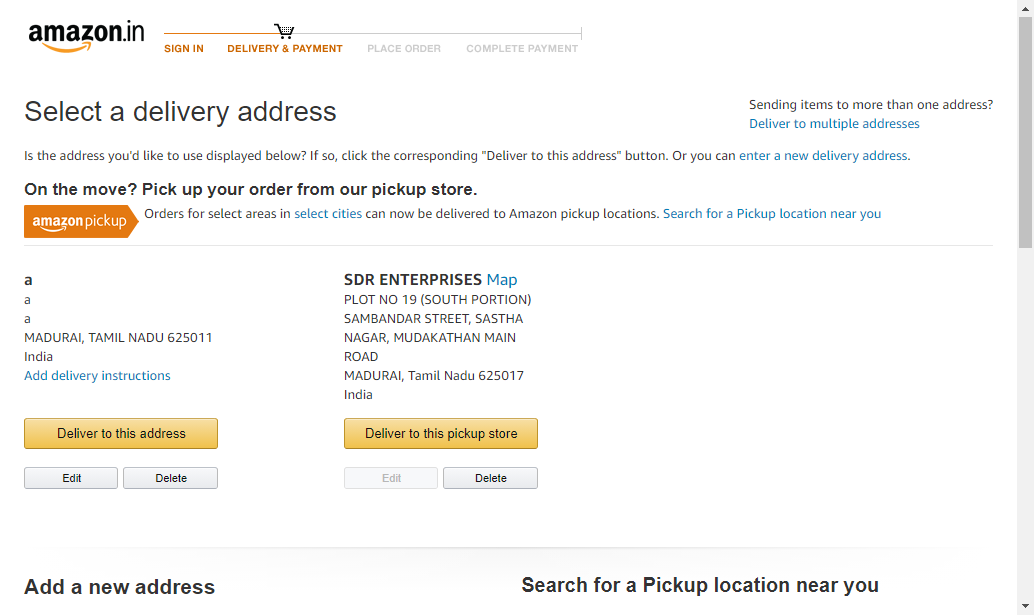 amazon.in
SIGN IN DELIVERY & PAYMENT PLACE ORDER COMPLETE PAYMENT
Select a delivery address
Sending items to more than one address?
Deliver to multiple addresses
Is the address you'd like to use displayed below? If so, click the corresponding "Deliver to this address" button. Or you can enter a new delivery address.
On the move? Pick up your order from our pickup store.
amazon pickup
Orders for select areas in select cities can now be delivered to Amazon pickup locations. Search for a Pickup location near you
a
a
a
MADURAI, TAMIL NADU 625011
India
Add delivery instructions
Deliver to this address
Edit Delete
SDR ENTERPRISES Map
PLOT NO 19 (SOUTH PORTION)
SAMBANDAR STREET, SASTHA
NAGAR, MUDAKATHAN MAIN
ROAD
MADURAI, Tamil Nadu 625017
India
Deliver to this pickup store
Edit Delete
Add a new address
Search for a Pickup location near you